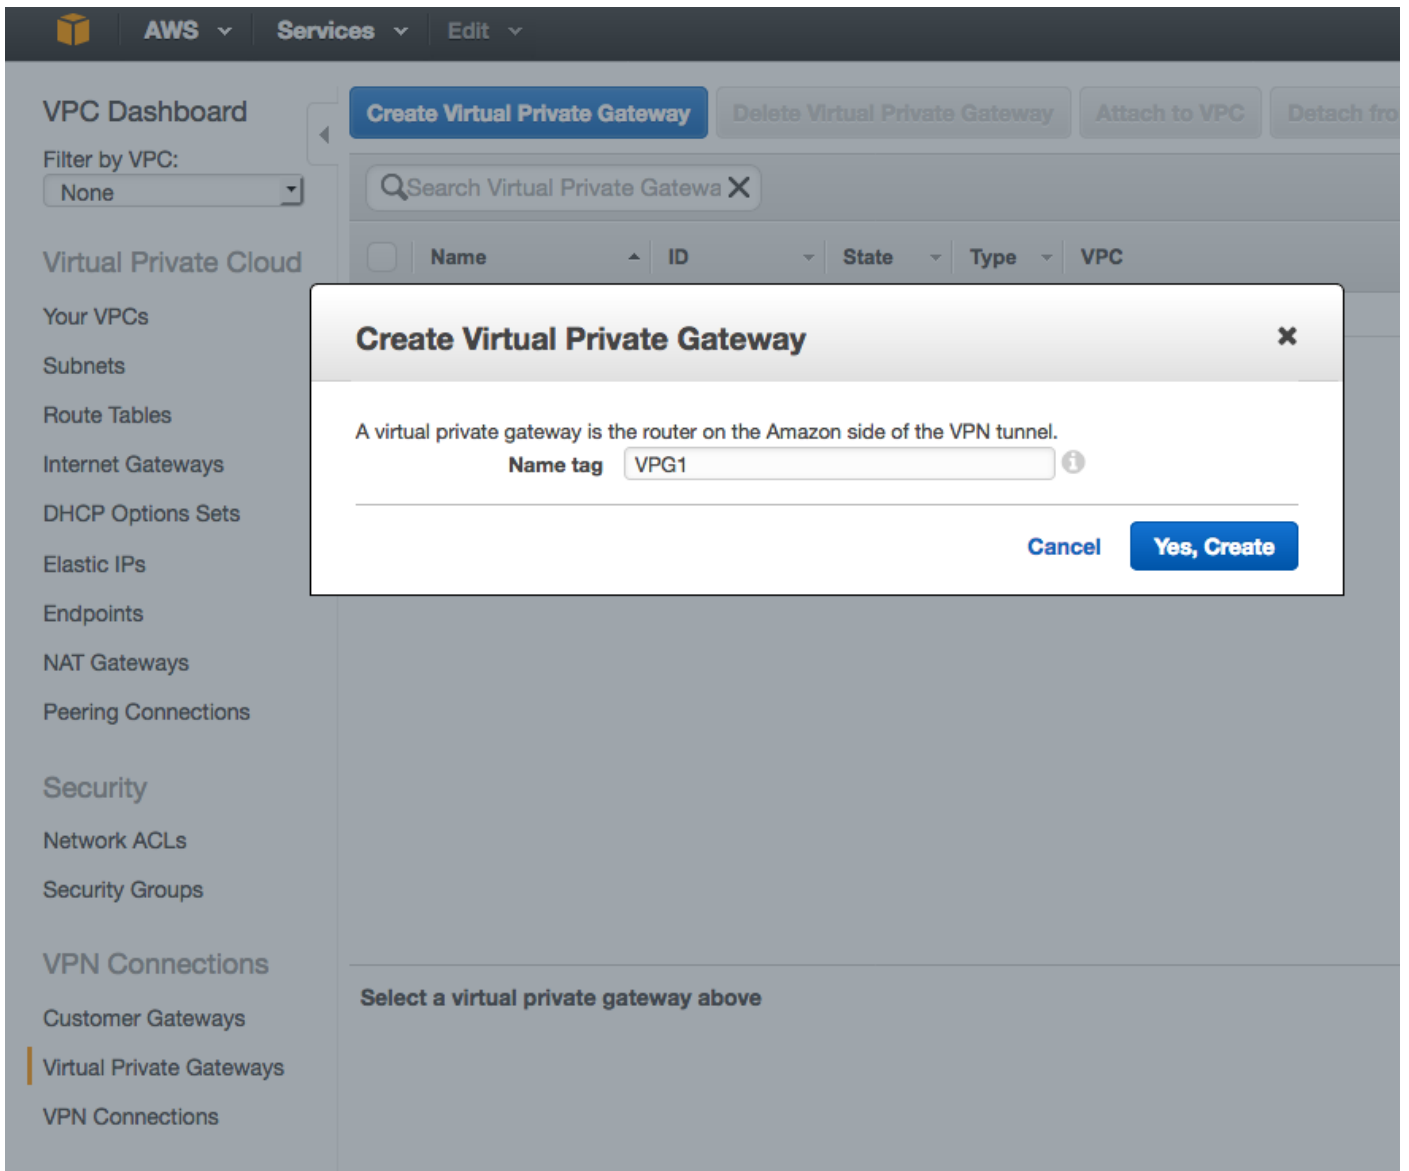 AWS Services Edit
VPC Dashboard
Filter by VPC:
None
Virtual Private Cloud
Your VPCs
Subnets
Route Tables
Internet Gateways
DHCP Options Sets
Elastic IPs
Endpoints
NAT Gateways
Peering Connections
Security
Network ACLs
Security Groups
VPN Connections
Customer Gateways
Virtual Private Gateways
VPN Connections
Create Virtual Private Gateway Delete Virtual Private Gateway Attach to VPC Detach fro
Search Virtual Private Gatewa
Name ID State Type VPC
Create Virtual Private Gateway
A virtual private gateway is the router on the Amazon side of the VPN tunnel.
Name tag VPG1
Cancel Yes, Create
Select a virtual private gateway above